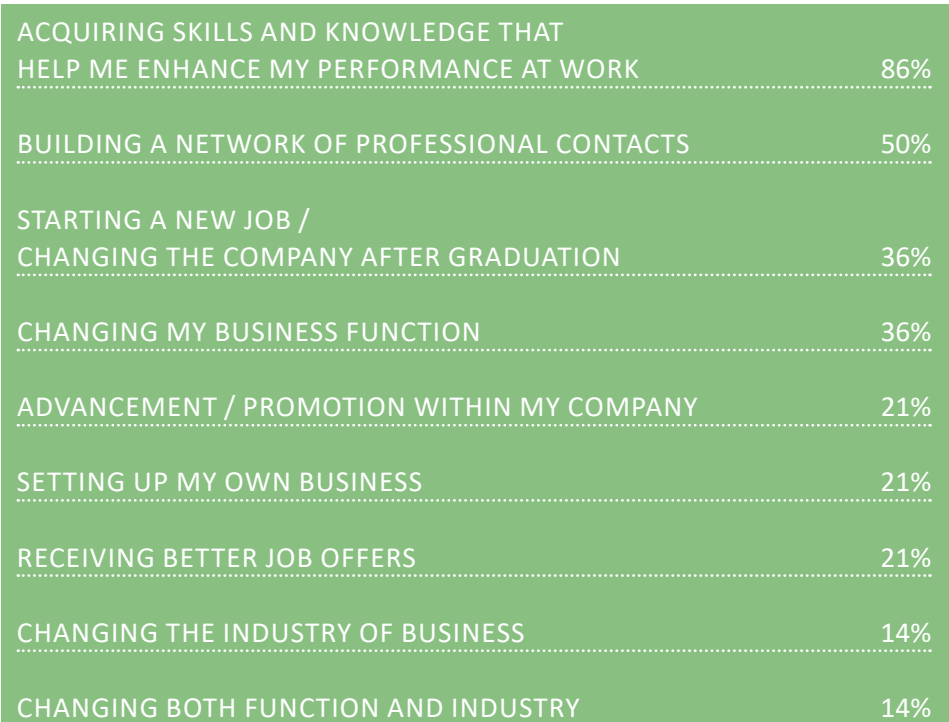 ACQUIRING SKILLS AND KNOWLEDGE THAT
HELP ME ENHANCE MY PERFORMANCE AT WORK 86%
BUILDING A NETWORK OF PROFESSIONAL CONTACTS 50%
STARTING A NEW JOB /
CHANGING THE COMPANY AFTER GRADUATION 36%
CHANGING MY BUSINESS FUNCTION 36%
ADVANCEMENT / PROMOTION WITHIN MY COMPANY 21%
SETTING UP MY OWN BUSINESS 21%
RECEIVING BETTER JOB OFFERS 21%
CHANGING THE INDUSTRY OF BUSINESS 14%
CHANGING BOTH FUNCTION AND INDUSTRY 14%